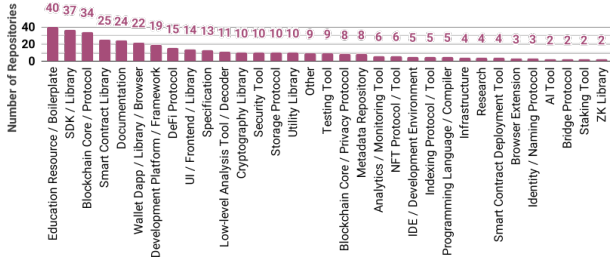 Number of Repositories
40
20
0
40 37 34 25 24 22 19 15 14 13 11 10 10 10 10 9 9 8 8 6 6 5 5 5 4 4 4 3 3 2 2 2 2
Education Resource / Boilerplate
SDK / Library
Blockchain Core / Protocol
Smart Contract Library
Documentation
Wallet Dapp / Library / Browser
Development Platform / Framework
DeFi Protocol
UI / Frontend / Library
Specification
Low-level Analysis Tool / Decoder
Cryptography Library
Security Tool
Storage Protocol
Utility Library
Other
Testing Tool
Blockchain Core / Privacy Protocol
Metadata Repository
Analytics / Monitoring Tool
NFT Protocol / Tool
IDE / Development Environment
Indexing Protocol / Tool
Programming Language / Compiler
Infrastructure
Research
Smart Contract Deployment Tool
Browser Extension
Identity / Naming Protocol
AI Tool
Bridge Protocol
Staking Tool
ZK Library